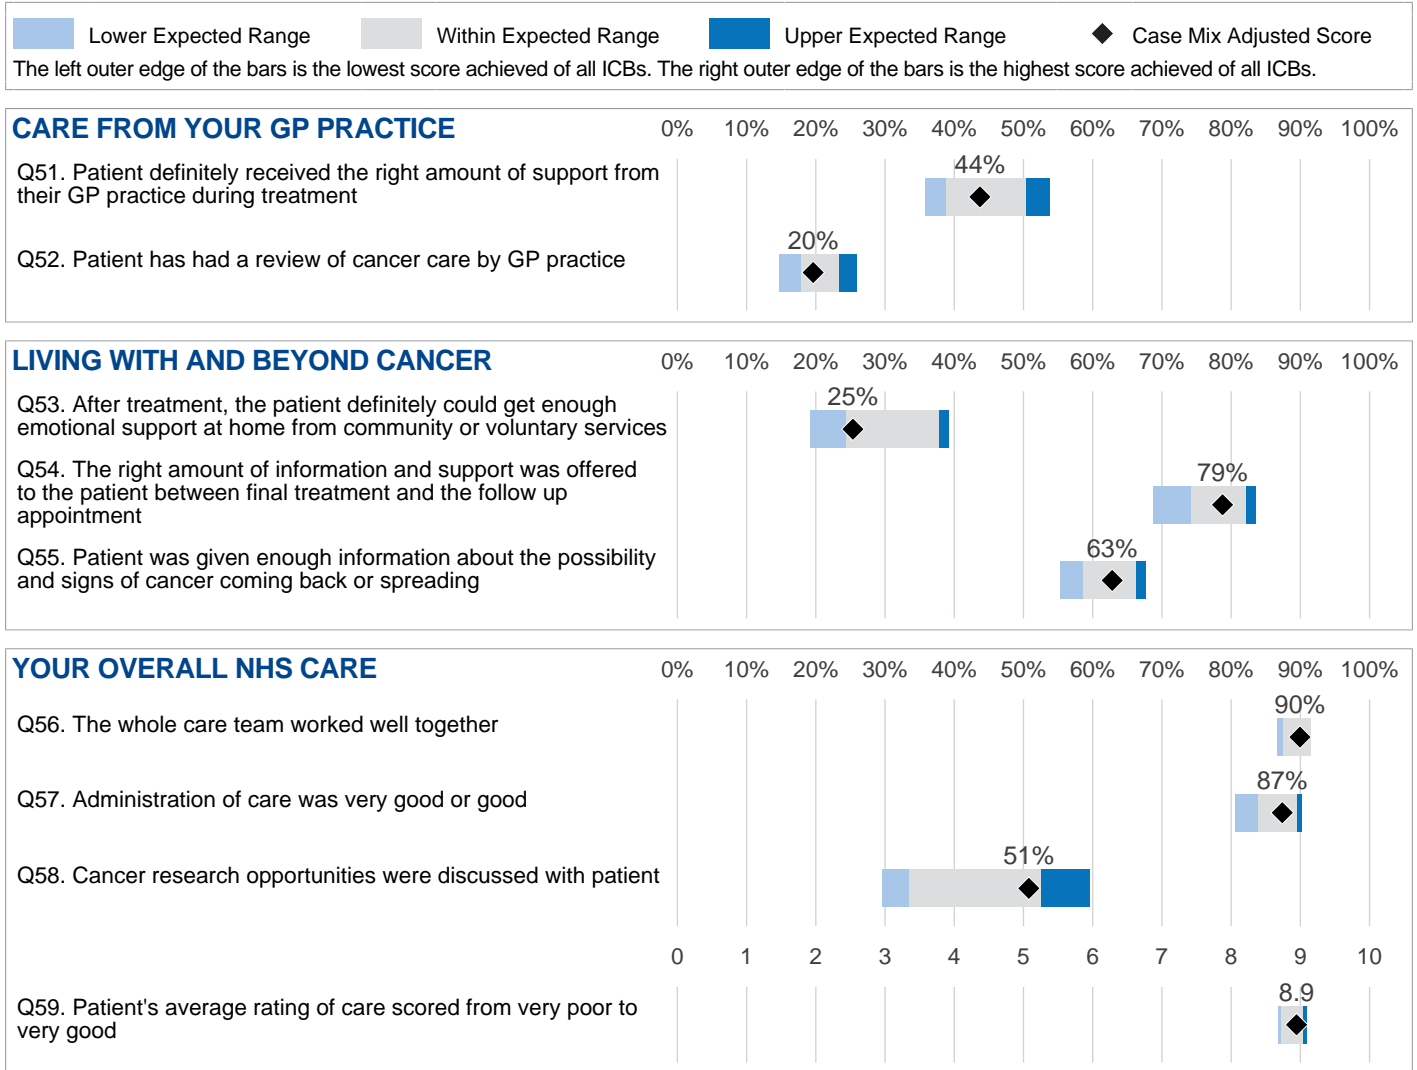 Lower Expected Range Within Expected Range Upper Expected Range Case Mix Adjusted Score
The left outer edge of the bars is the lowest score achieved of all ICBs. The right outer edge of the bars is the highest score achieved of all ICBs.
CARE FROM YOUR GP PRACTICE 0% 10% 20% 30% 40% 50% 60% 70% 80% 90% 100%
44%
Q51. Patient definitely received the right amount of support from
their GP practice during treatment
20%
Q52. Patient has had a review of cancer care by GP practice
LIVING WITH AND BEYOND CANCER 0% 10% 20% 30% 40% 50% 60% 70% 80% 90% 100%
25%
Q53. After treatment, the patient definitely could get enough
emotional support at home from community or voluntary services
Q54. The right amount of information and support was offered
79%
to the patient between final treatment and the follow up
appointment
63%
Q55. Patient was given enough information about the possibility
and signs of cancer coming back or spreading
YOUR OVERALL NHS CARE 0% 10% 20% 30% 40% 50% 60% 70% 80% 90% 100%
90%
Q56. The whole care team worked well together
87%
Q57. Administration of care was very good or good
51%
Q58. Cancer research opportunities were discussed with patient
0 1 2 3 4 5 6 7 8 9 10
8.9
Q59. Patient's average rating of care scored from very poor to
very good